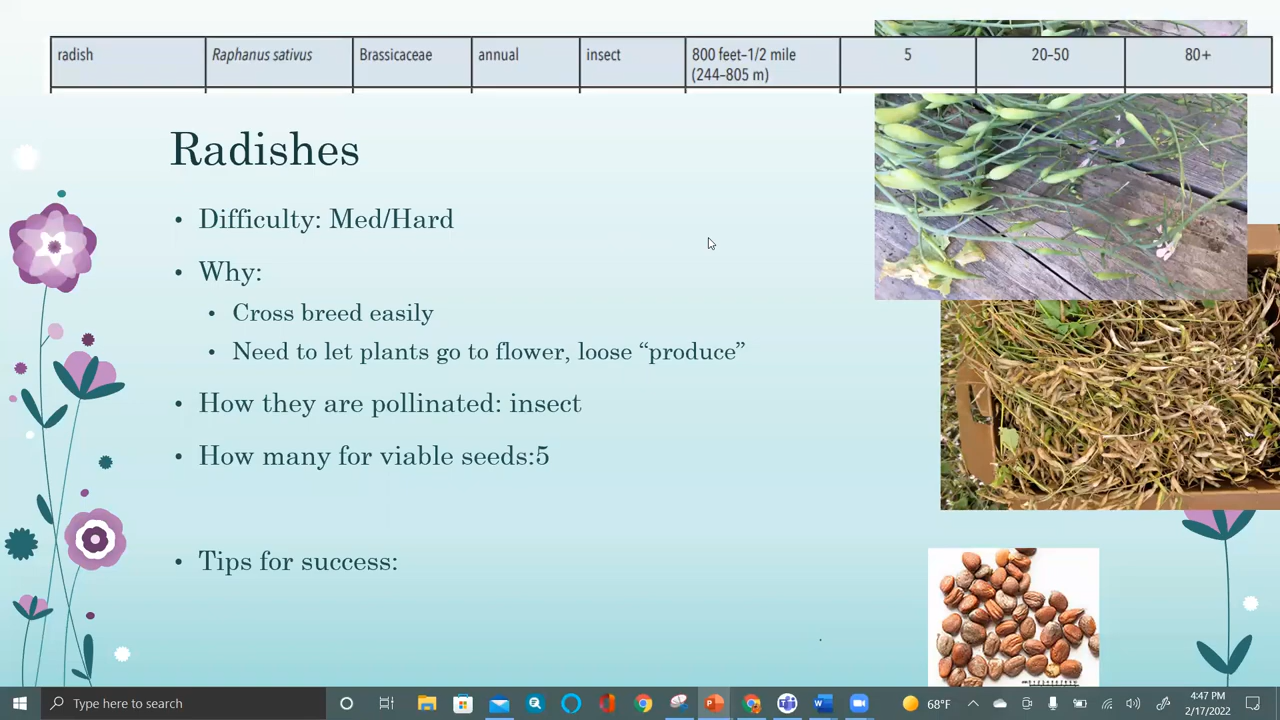 radish Raphanus sativus Brassicaceae annual insect 800 feet–1/2 mile 5 20–50 80+
(244–805 m)
Radishes
• Difficulty: Med/Hard
• Why:
• Cross breed easily
• Need to let plants go to flower, loose “produce”
• How they are pollinated: insect
• How many for viable seeds:5
• Tips for success:
Type here to search
68°F
4:47 PM
2/17/2022